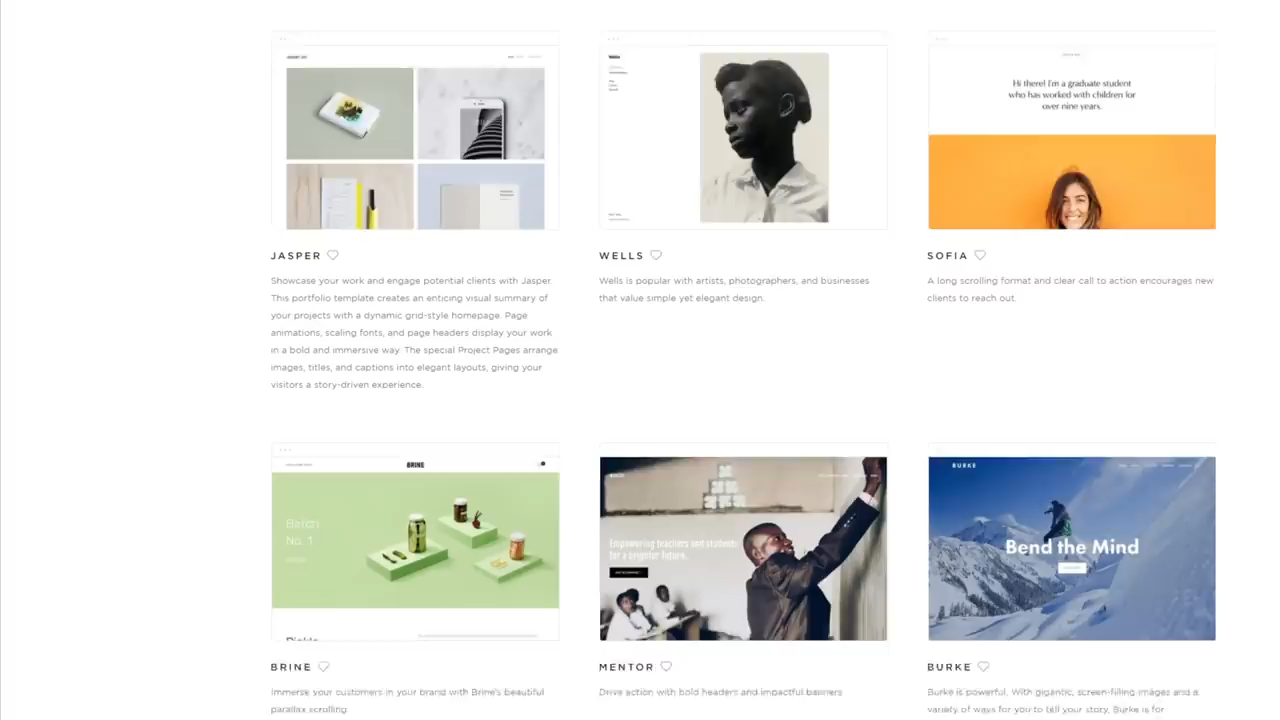 Hi there! I'm a graduate student
who has worked with children for
over nine years.
JASPER
WELLS
SOFIA
Showcase your work and engage potential clients with Jasper.
This portfolio template creates an enticing visual summary of
your projects with a dynamic grid-style homepage. Page
animations, scaling fonts, and page headers display your work
in a bold and immersive way. The special Project Pages arrange
images, titles, and captions into elegant layouts, giving your
visitors a story-driven experience.
Wells is popular with artists, photographers, and businesses
that value simple yet elegant design.
A long scrolling format and clear call to action encourages new
clients to reach out.
BRINE
No. 1
Empowering teachers and students
for a brighter future.
BURKE
Bend the Mind
BRINE
MENTOR
BURKE
Immerse your customers in your brand with Brine's beautiful
parallax scrolling
Drive action with bold headers and impactful banners
Burke is powerful. With gigantic, screen-filling images and a
variety of ways for you to tell your story, Burke is for